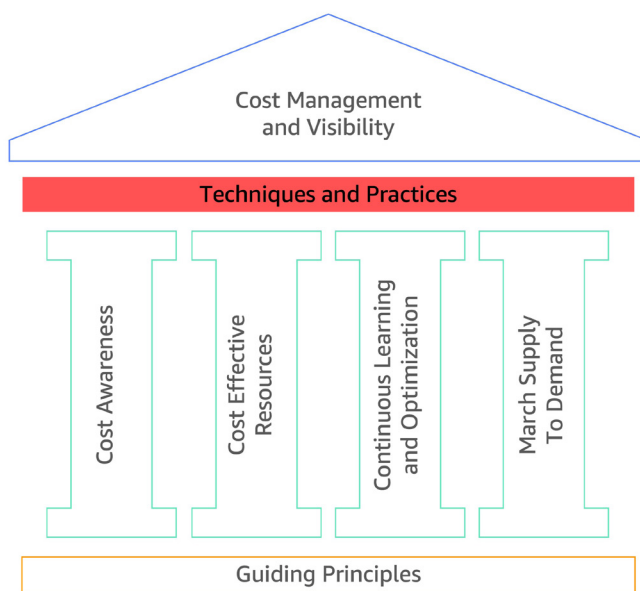 Cost Management
and Visibility
Techniques and Practices
Cost Awareness
Cost Effective
Resources
Continuous Learning
and Optimization
March Supply
To Demand
Guiding Principles